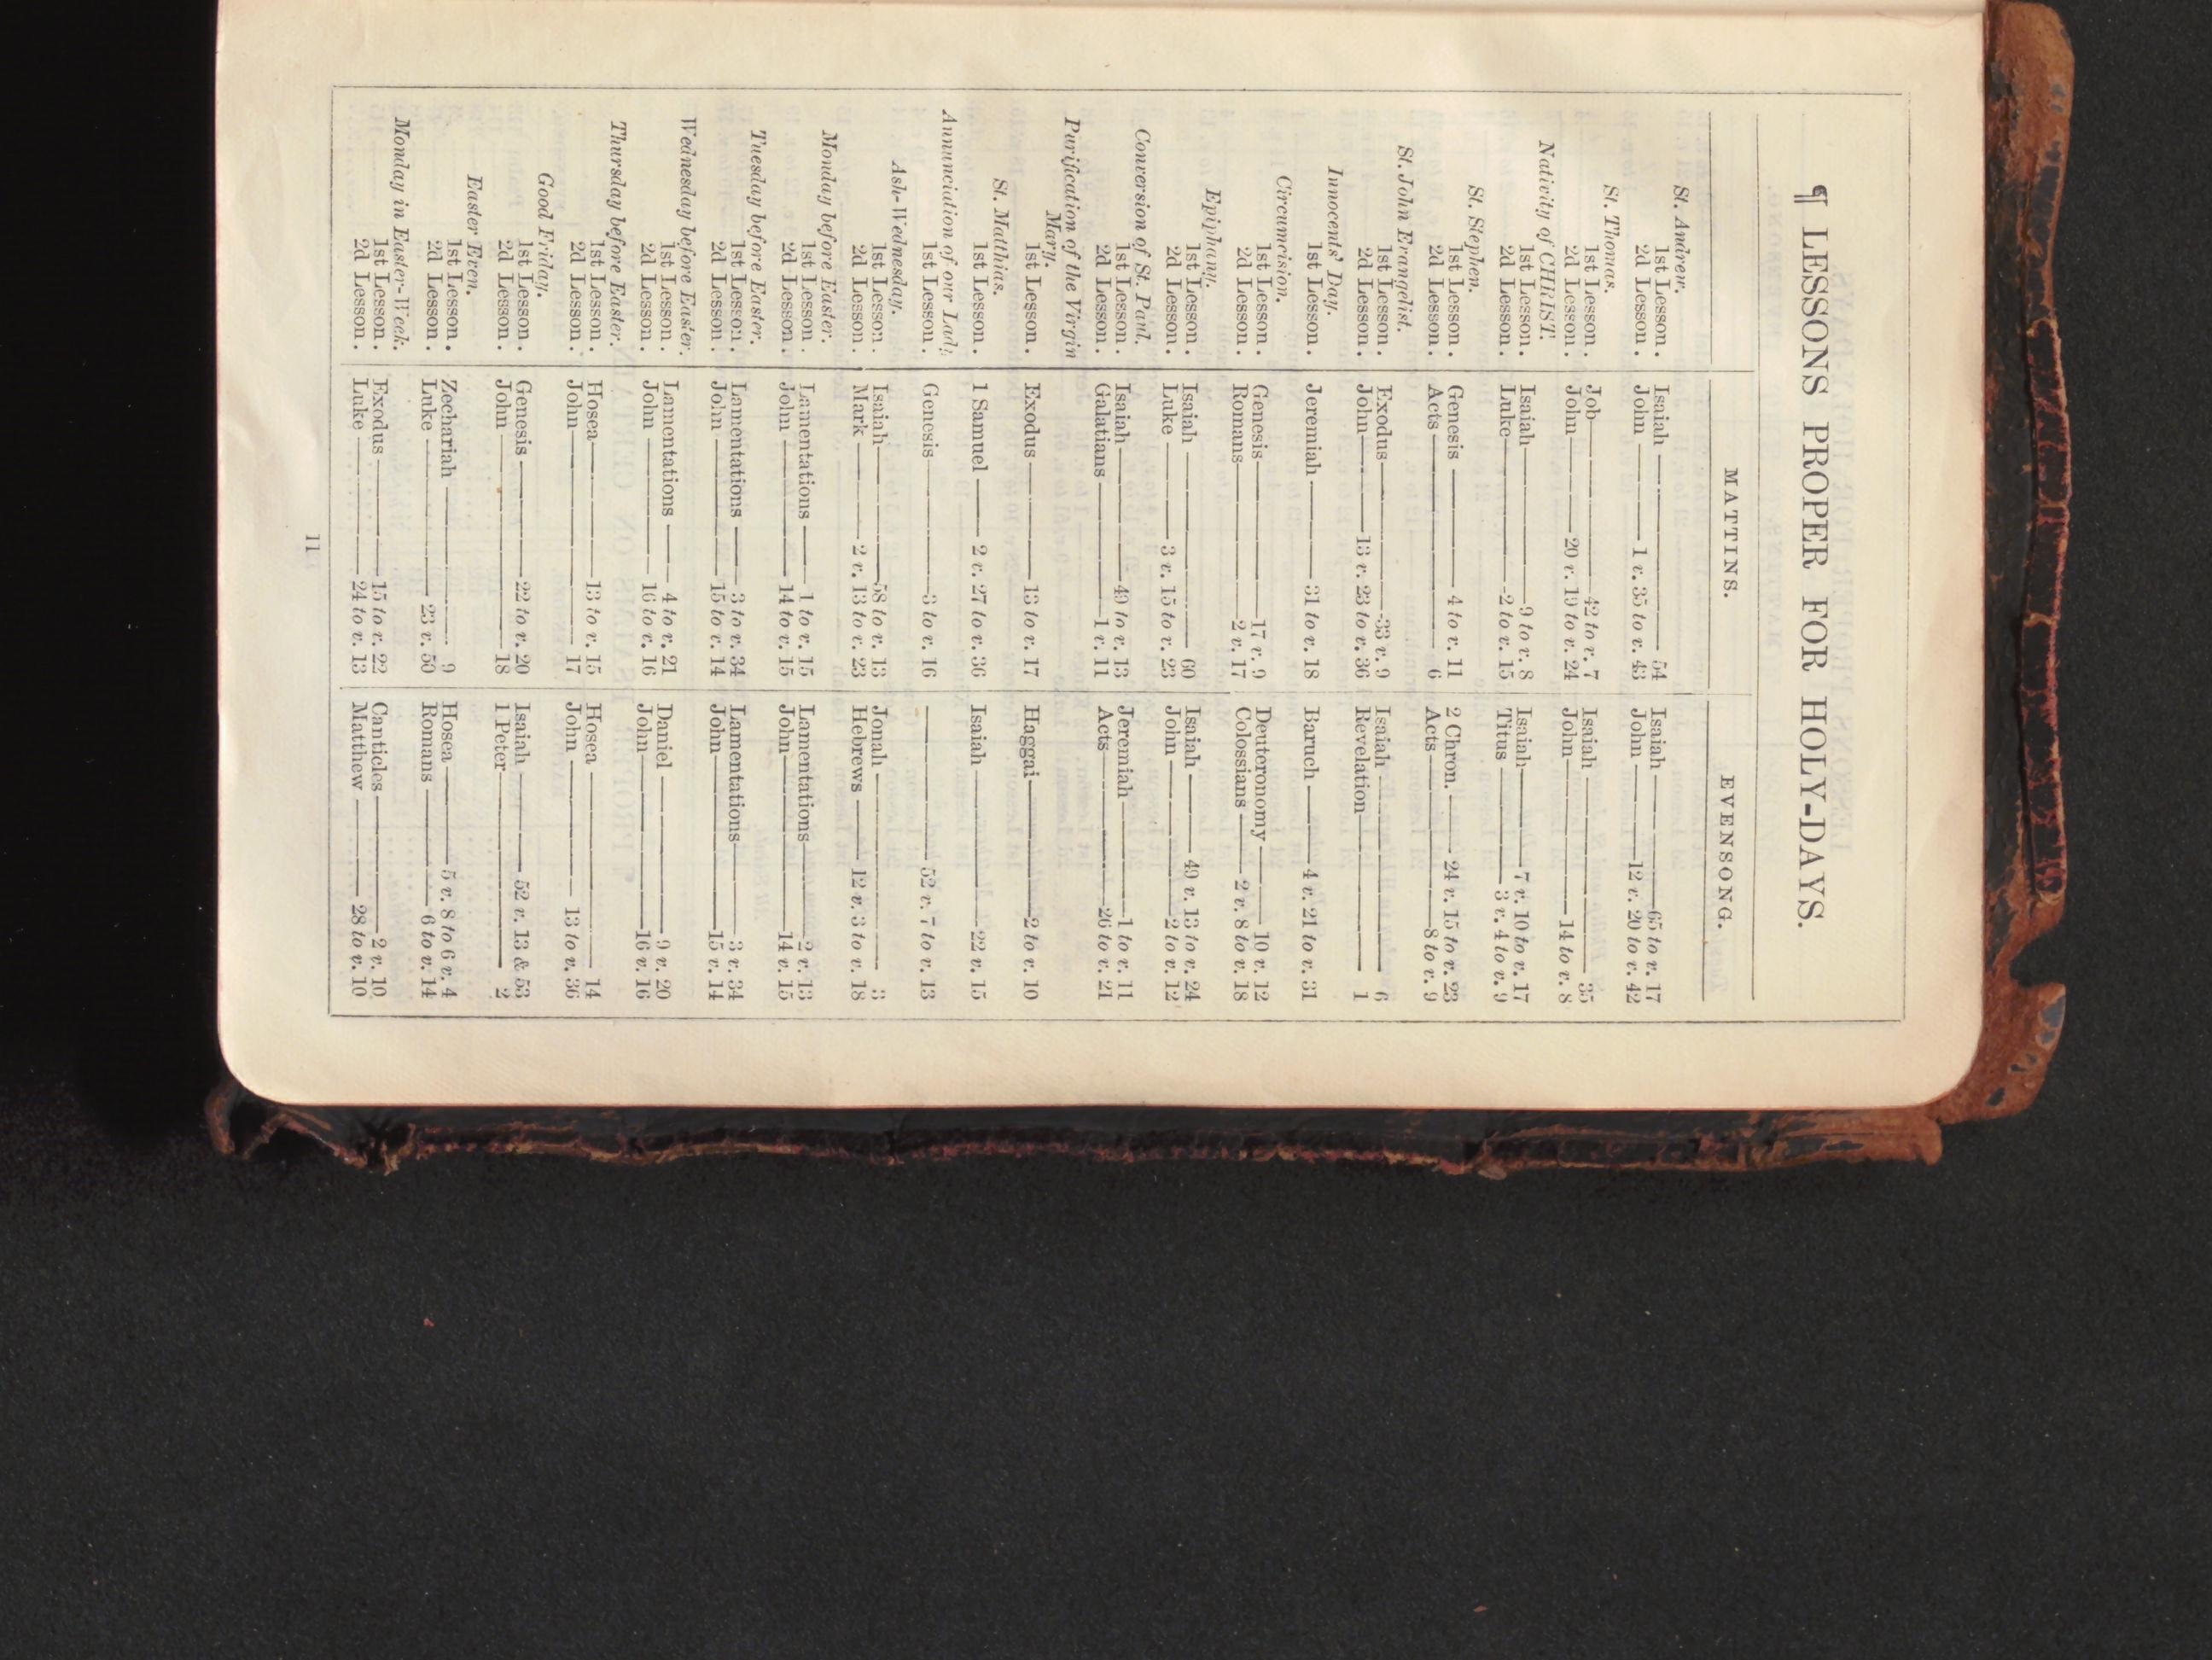 ¶ LESSONS PROPER FOR HOLY-DAYS.
MATTINS. EVENSONG.
St. Andrew.
1st Lesson . Isaiah 54 Isaiah 65 to v. 17
2d Lesson . John 1 v. 35 to v. 43 John 12 v. 20 to v. 42
St. Thomas.
1st Lesson . Job 42 to v. 7 Isaiah 35
2d Lesson . John 20 v. 19 to v. 24 John 14 to v. 8
Nativity of CHRIST.
1st Lesson . Isaiah 9 to v. 8 Isaiah 7 v. 10 to v. 17
2d Lesson . Luke 2 to v. 15 Titus 3 v. 4 to v. 9
St. Stephen.
1st Lesson . Genesis 4 to v. 11 2 Chron. 24 v. 15 to v. 23
2d Lesson . Acts 6 Acts 8 to v. 9
St. John Evangelist.
1st Lesson . Exodus 33 v. 9 Isaiah 6
2d Lesson . John 13 v. 23 to v. 36 Revelation 1
Innocents' Day.
1st Lesson . Jeremiah 31 to v. 18 Baruch 4 v. 21 to v. 31
Circumcision.
1st Lesson . Genesis 17 v. 9 Deuteronomy 10 v. 12
2d Lesson . Romans 2 v. 17 Colossians 2 v. 8 to v. 18
Epiphany.
1st Lesson . Isaiah 60 Isaiah 49 v. 13 to v. 24
2d Lesson . Luke 3 v. 15 to v. 23 John 2 to v. 12
Conversion of St. Paul.
1st Lesson . Isaiah 49 to v. 13 Jeremiah 1 to v. 11
2d Lesson . Galatians 1 v. 11 Acts 26 to v. 21
Purification of the Virgin
Mary.
1st Lesson . Exodus 13 to v. 17 Haggai 2 to v. 10
St. Matthias.
1st Lesson . 1 Samuel 2 v. 27 to v. 36 Isaiah 22 v. 15
Annunciation of our Lady
1st Lesson . Genesis 3 to v. 16 52 v. 7 to v. 13
Ash-Wednesday.
1st Lesson . Isaiah 58 to v. 13 Jonah 3
2d Lesson . Mark 2 v. 13 to v. 23 Hebrews 12 v. 3 to v. 18
Monday before Easter.
1st Lesson . Lamentations 1 to v. 15 Lamentations 2 v. 13
2d Lesson . John 14 to v. 15 John 14 v. 15
Tuesday before Easter.
1st Lesson . Lamentations 3 to v. 34 Lamentations 3 v. 34
2d Lesson . John 15 to v. 14 John 15 v. 14
Wednesday before Easter.
1st Lesson . Lamentations 4 to v. 21 Daniel 9 v. 20
2d Lesson . John 16 to v. 16 John 16 v. 16
Thursday before Easter.
1st Lesson . Hosea 13 to v. 15 Hosea 14
2d Lesson . John 17 John 13 to v. 36
Good Friday.
1st Lesson . Genesis 22 to v. 20 Isaiah 52 v. 13 & 53
2d Lesson . John 18 1 Peter 2
Easter Even.
1st Lesson . Zechariah 9 Hosea 5 v. 8 to 6 v. 4
2d Lesson . Luke 23 v. 50 Romans 6 to v. 14
Monday in Easter-Week.
1st Lesson . Exodus 15 to v. 22 Canticles 2 v. 10
2d Lesson . Luke 24 to v. 13 Matthew 28 to v. 10
11